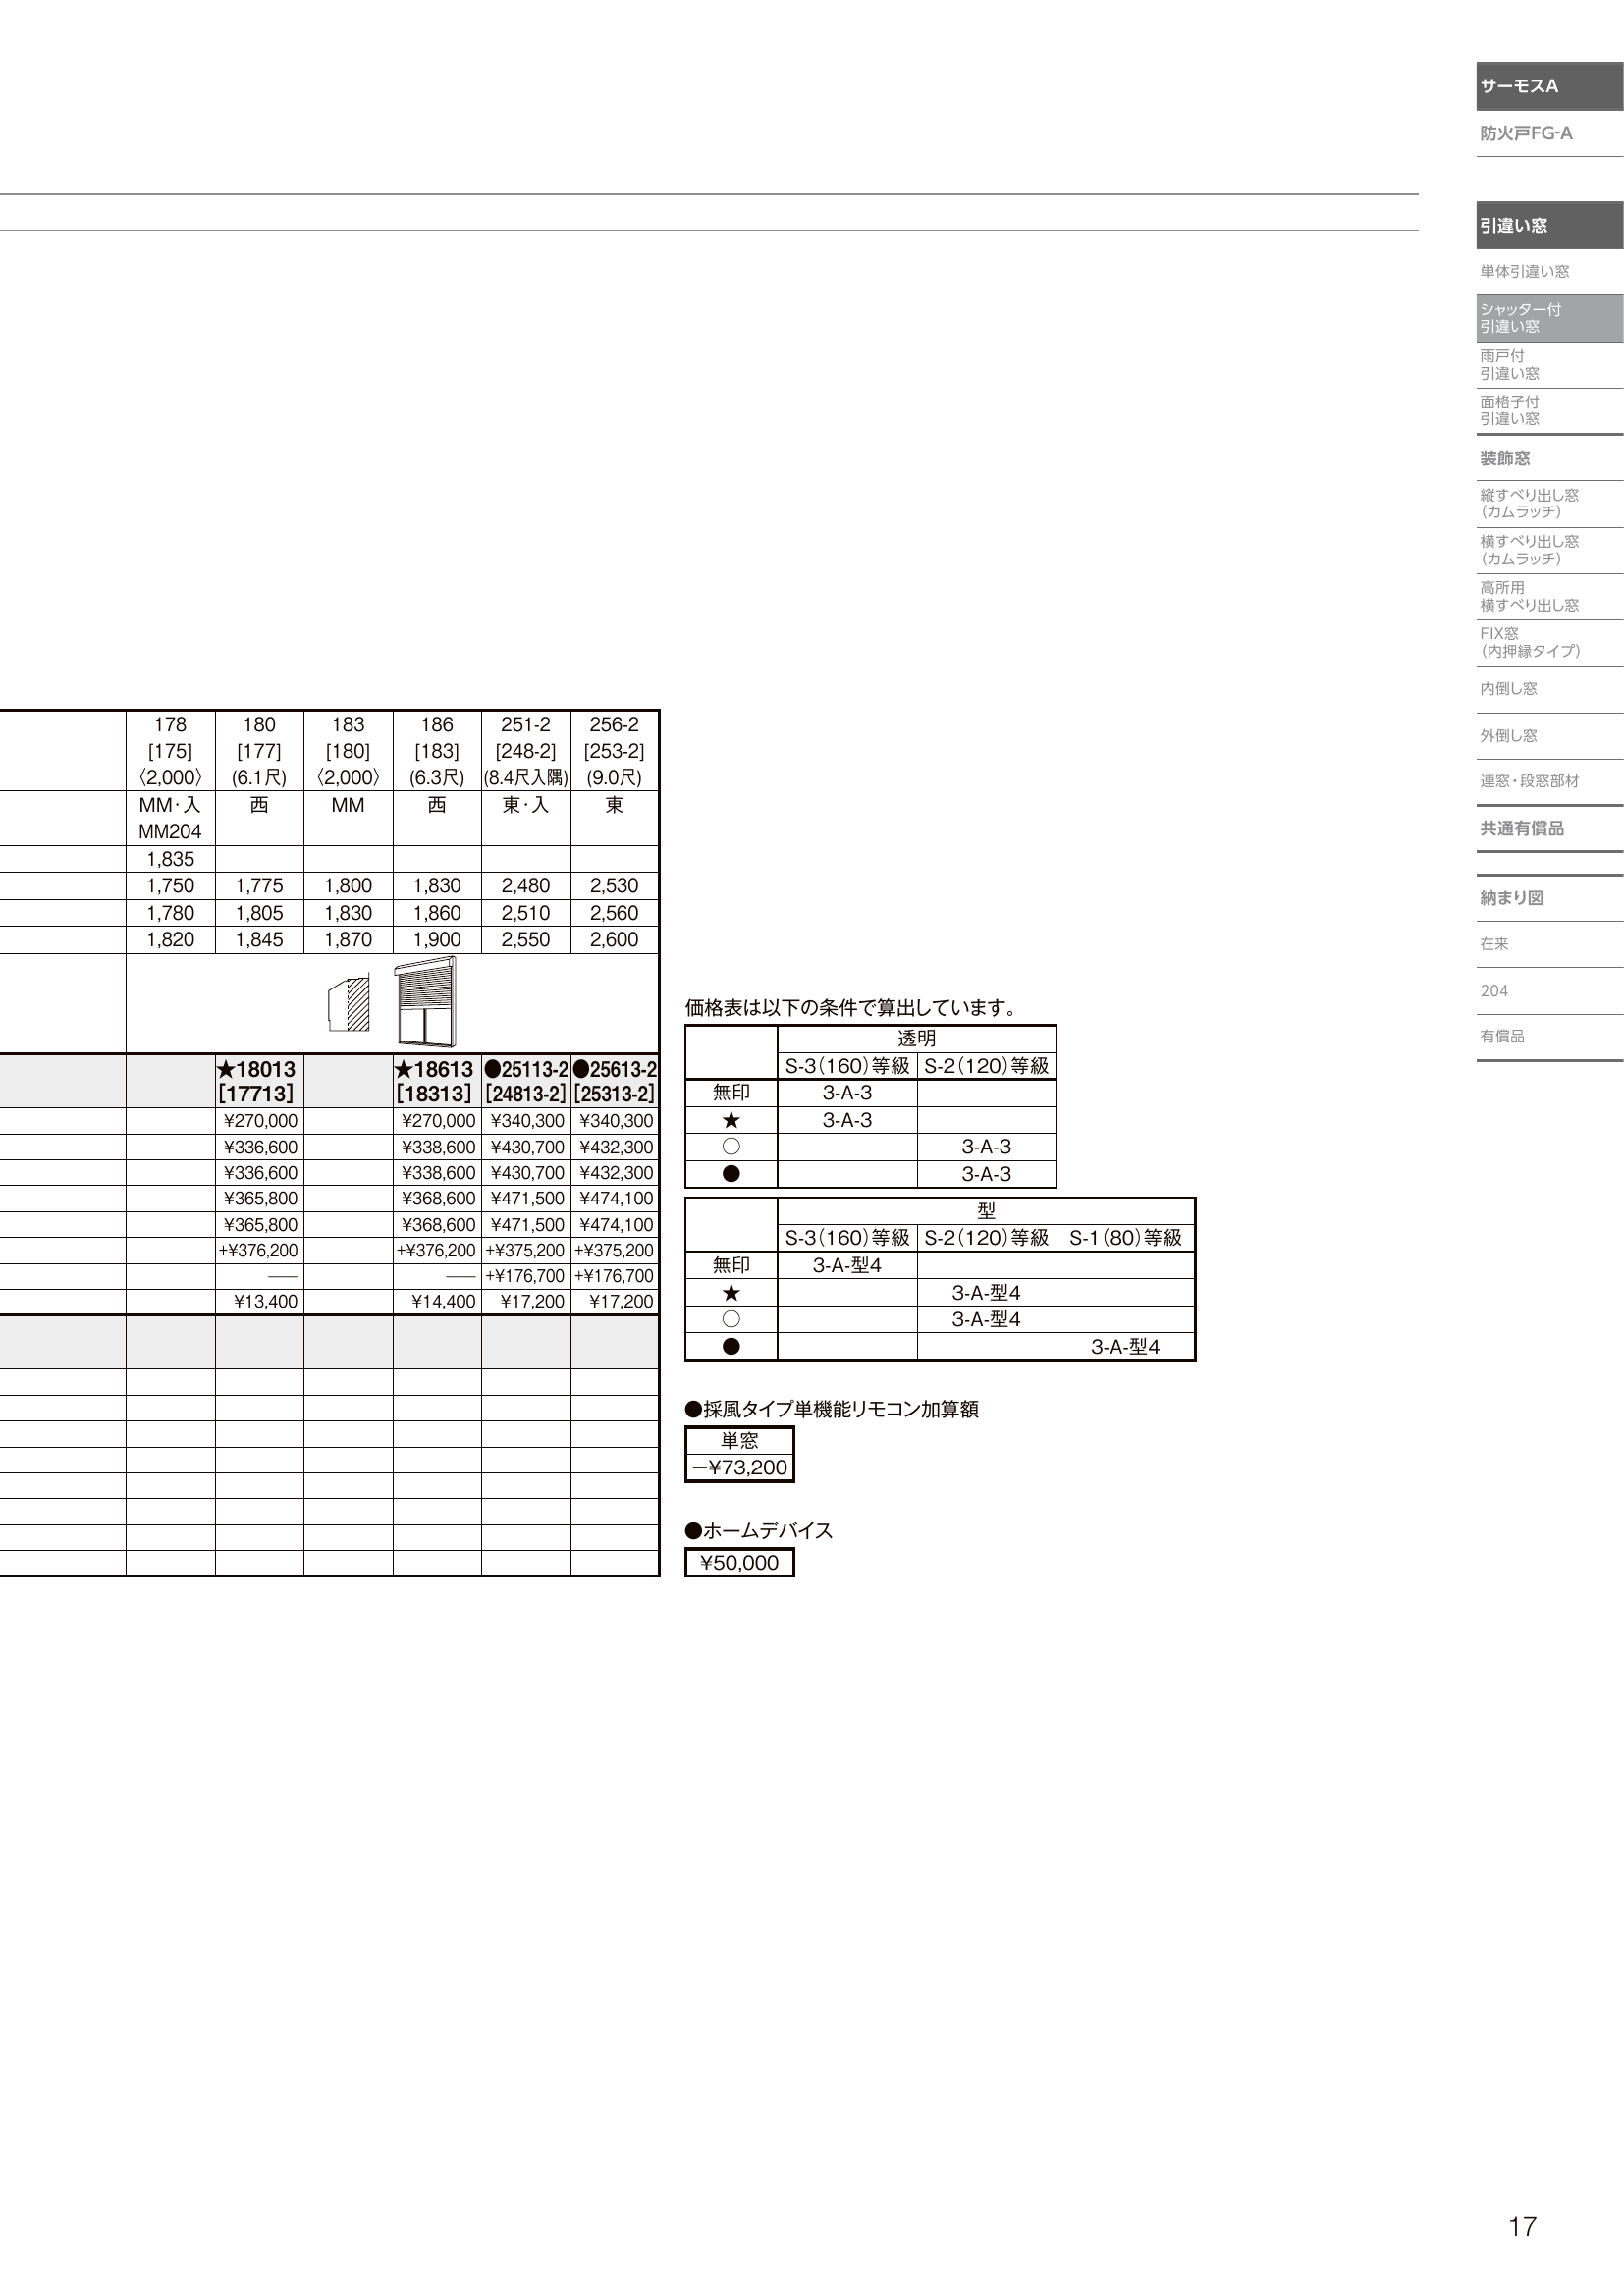 サーモスA
防火戸FG-A
引違い窓
単体引違い窓
シャッター付
引違い窓
雨戸付
引違い窓
面格子付
引違い窓
装飾窓
縦すべり出し窓
（カムラッチ）
横すべり出し窓
（カムラッチ）
高所用
横すべり出し窓
FIX窓
（内押縁タイプ）
内倒し窓
外倒し窓
連窓・段窓部材
共通有償品
納まり図
在来
204
有償品
178 180 183 186 251-2 256-2
[175] [177] [180] [183] [248-2] [253-2]
〈2,000〉 (6.1尺) 〈2,000〉 (6.3尺) (8.4尺入隅) (9.0尺)
MM・入 西 MM 西 東・入 東
MM204
1,835
1,750 1,775 1,800 1,830 2,480 2,530
1,780 1,805 1,830 1,860 2,510 2,560
1,820 1,845 1,870 1,900 2,550 2,600
★18013 ★18613 ●25113-2 ●25613-2
[17713] [18313] [24813-2] [25313-2]
¥270,000 ¥270,000 ¥340,300 ¥340,300
¥336,600 ¥338,600 ¥430,700 ¥432,300
¥336,600 ¥338,600 ¥430,700 ¥432,300
¥365,800 ¥368,600 ¥471,500 ¥474,100
¥365,800 ¥368,600 ¥471,500 ¥474,100
+¥376,200 +¥376,200 +¥375,200 +¥375,200
—— —— +¥176,700 +¥176,700
¥13,400 ¥14,400 ¥17,200 ¥17,200
価格表は以下の条件で算出しています。
透明
S-3（160）等級 S-2（120）等級
無印 3-A-3
★ 3-A-3
○ 3-A-3
● 3-A-3
型
S-3（160）等級 S-2（120）等級 S-1（80）等級
無印 3-A-型4
★ 3-A-型4
○ 3-A-型4
● 3-A-型4
●採風タイプ単機能リモコン加算額
単窓
－¥73,200
●ホームデバイス
¥50,000
17